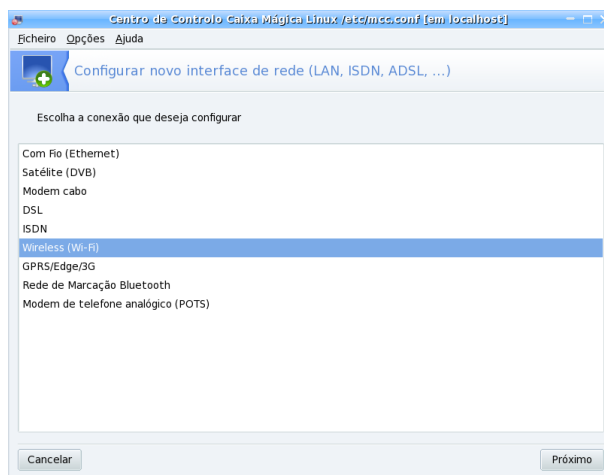 Centro de Controlo Caixa Mágica Linux /etc/mcc.conf [em localhost]
Ficheiro Opções Ajuda
Configurar novo interface de rede (LAN, ISDN, ADSL, ...)
Escolha a conexão que deseja configurar
Com Fio (Ethernet)
Satélite (DVB)
Modem cabo
DSL
ISDN
Wireless (Wi-Fi)
GPRS/Edge/3G
Rede de Marcação Bluetooth
Modem de telefone analógico (POTS)
Cancelar Próximo